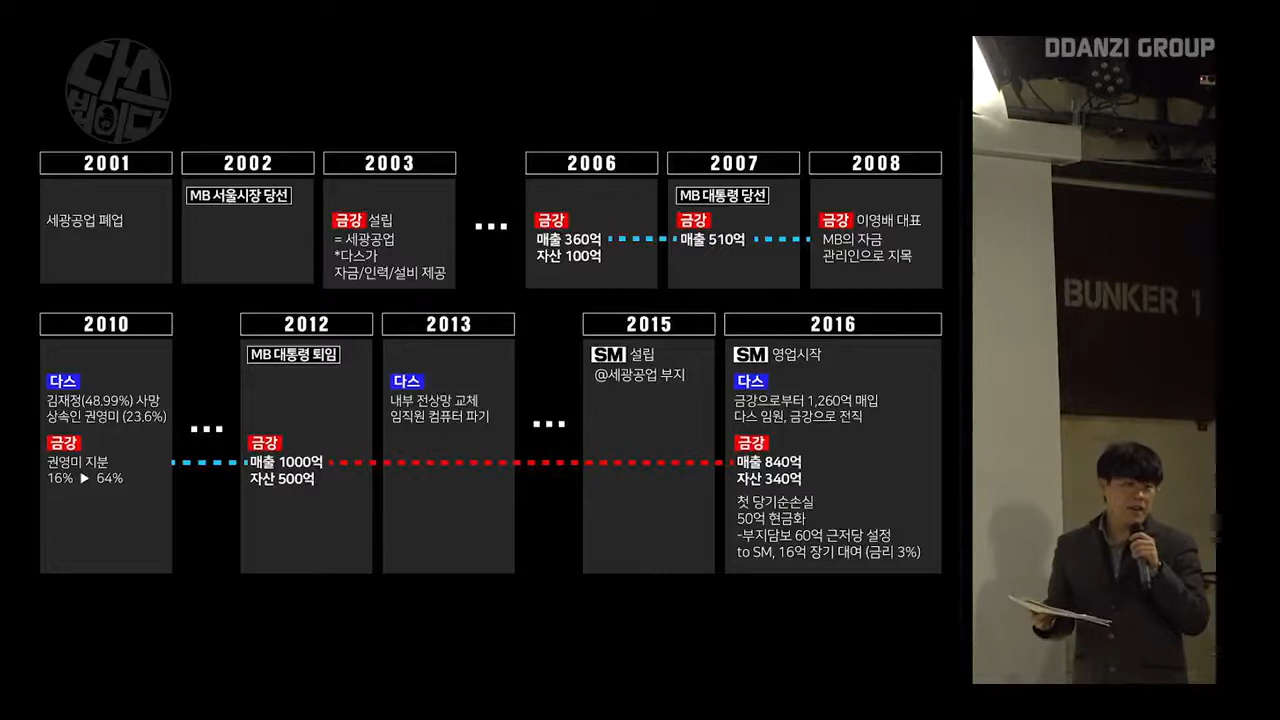 다스
뵈이다
DDANZI GROUP
2001
세광공업 폐업
2002
MB 서울시장 당선
2003
금강 설립
= 세광공업
*다스가
자금/인력/설비 제공
...
2006
금강
매출 360억
자산 100억
2007
MB 대통령 당선
금강
매출 510억
2008
금강 이영배 대표
MB의 자금
관리인으로 지목
2010
다스
김재정(48.99%) 사망
상속인 권영미 (23.6%)
금강
권영미 지분
16% ▶ 64%
...
2012
MB 대통령 퇴임
금강
매출 1000억
자산 500억
2013
다스
내부 전상망 교체
임직원 컴퓨터 파기
...
2015
SM 설립
@세광공업 부지
2016
SM 영업시작
다스
금강으로부터 1,260억 매입
다스 임원, 금강으로 전직
금강
매출 840억
자산 340억
첫 당기순손실
50억 현금화
-부지담보 60억 근저당 설정
to SM, 16억 장기 대여 (금리 3%)
BUNKER 1